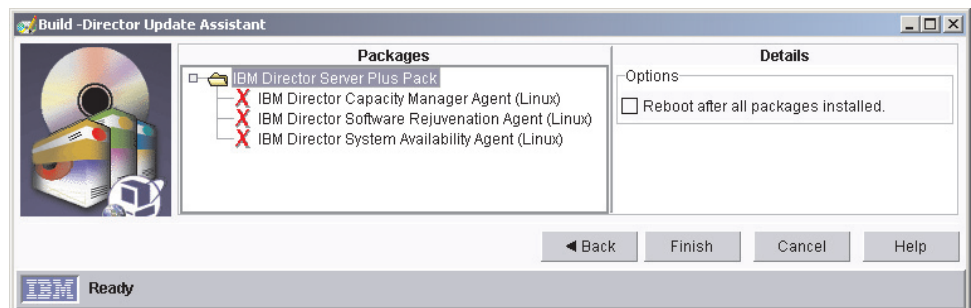 Build -Director Update Assistant
Packages
IBM Director Server Plus Pack
IBM Director Capacity Manager Agent (Linux)
IBM Director Software Rejuvenation Agent (Linux)
IBM Director System Availability Agent (Linux)
Details
Options
Reboot after all packages installed.
Back
Finish
Cancel
Help
IBM
Ready